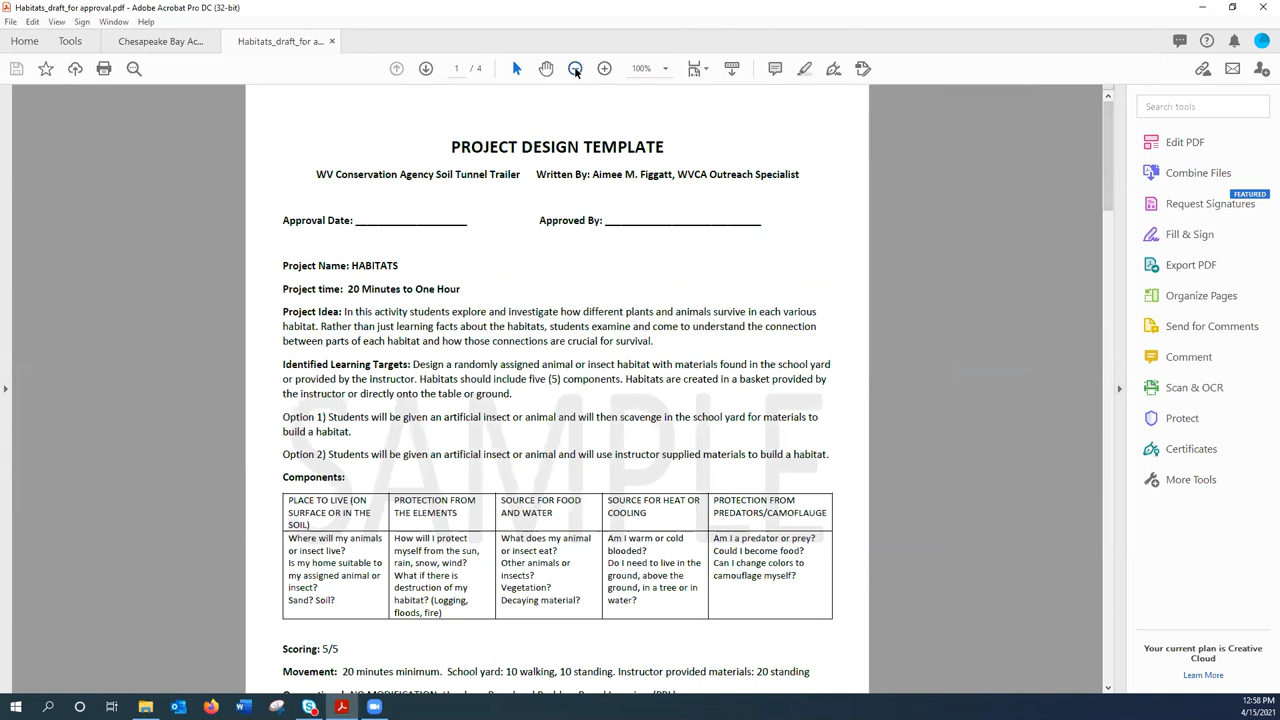 Habitats_draft_for approval.pdf - Adobe Acrobat Pro DC (32-bit)
File Edit View Sign Window Help
Home Tools Chesapeake Bay Ac... Habitats_draft_for a... ×
1 / 4 100%
PROJECT DESIGN TEMPLATE
WV Conservation Agency Soil Tunnel Trailer Written By: Aimee M. Figgatt, WVCA Outreach Specialist
Approval Date: ____________________ Approved By: ____________________________
Project Name: HABITATS
Project time: 20 Minutes to One Hour
Project Idea: In this activity students explore and investigate how different plants and animals survive in each various
habitat. Rather than just learning facts about the habitats, students examine and come to understand the connection
between parts of each habitat and how those connections are crucial for survival.
Identified Learning Targets: Design a randomly assigned animal or insect habitat with materials found in the school yard
or provided by the instructor. Habitats should include five (5) components. Habitats are created in a basket provided by
the instructor or directly onto the table or ground.
Option 1) Students will be given an artificial insect or animal and will then scavenge in the school yard for materials to
build a habitat.
Option 2) Students will be given an artificial insect or animal and will use instructor supplied materials to build a habitat.
SAMPLE
Components:
PLACE TO LIVE (ON
SURFACE OR IN THE
SOIL)
PROTECTION FROM
THE ELEMENTS
SOURCE FOR FOOD
AND WATER
SOURCE FOR HEAT OR
COOLING
PROTECTION FROM
PREDATORS/CAMOFLAUGE
Where will my animals
or insect live?
Is my home suitable to
my assigned animal or
insect?
Sand? Soil?
How will I protect
myself from the sun,
rain, snow, wind?
What if there is
destruction of my
habitat? (Logging,
floods, fire)
What does my animal
or insect eat?
Other animals or
insects?
Vegetation?
Decaying material?
Am I warm or cold
blooded?
Do I need to live in the
ground, above the
ground, in a tree or in
water?
Am I a predator or prey?
Could I become food?
Can I change colors to
camouflage myself?
Scoring: 5/5
Movement: 20 minutes minimum. School yard: 10 walking, 10 standing. Instructor provided materials: 20 standing
Search tools
Edit PDF
Combine Files
FEATURED
Request Signatures
Fill & Sign
Export PDF
Organize Pages
Send for Comments
Comment
Scan & OCR
Protect
Certificates
More Tools
Your current plan is Creative
Cloud
Learn More
12:58 PM
4/15/2021